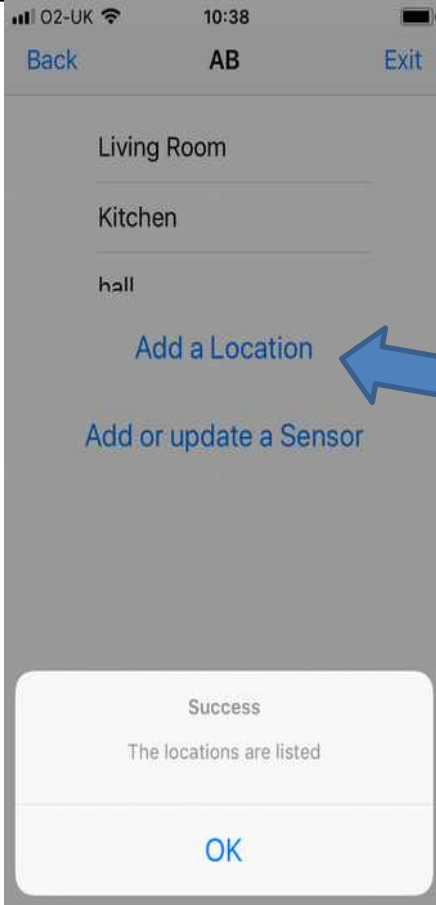 O2-UK 10:38
Back AB Exit
Living Room
Kitchen
hall
Add a Location
Add or update a Sensor
Success
The locations are listed
OK